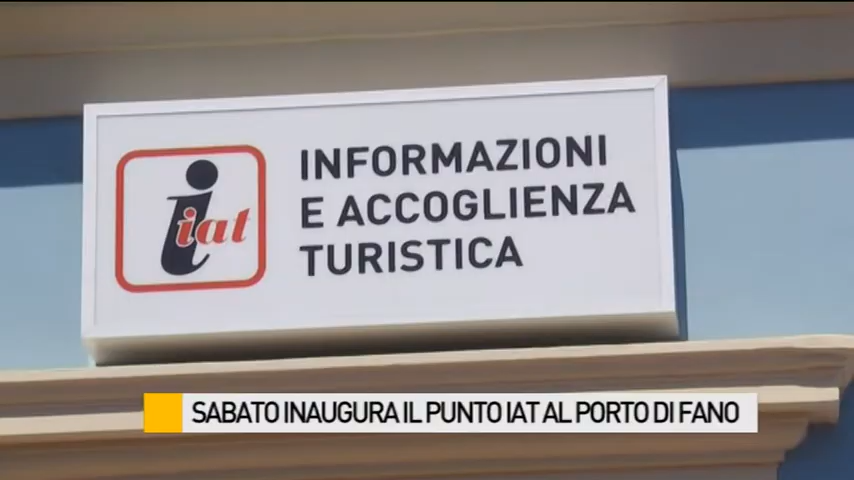 INFORMAZIONI
E ACCOGLIENZA
TURISTICA
i
iat
SABATO INAUGURA IL PUNTO IAT AL PORTO DI FANO